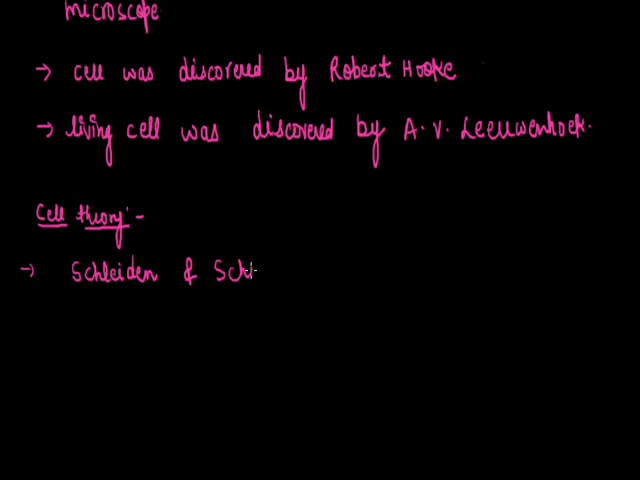 microscope
→ cell was discovered by Robert Hooke
→ living cell was discovered by A. V. Leeuwenhoek.
Cell theory:-
→ Schleiden & Sch